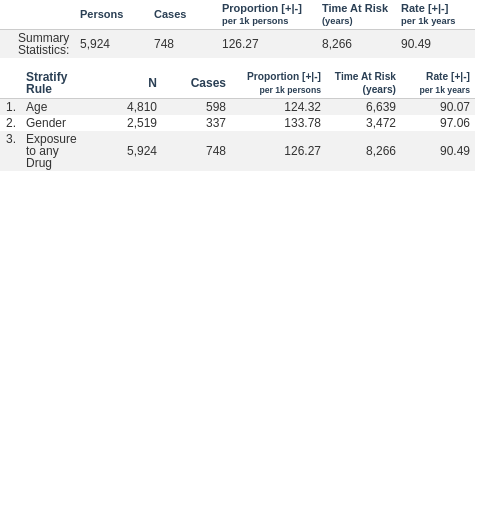 Persons Cases Proportion [+|-] Time At Risk Rate [+|-]
per 1k persons (years) per 1k years
Summary
Statistics: 5,924 748 126.27 8,266 90.49
Stratify
Rule N Cases Proportion [+|-] per 1k persons Time At Risk (years) Rate [+|-] per 1k years
1. Age 4,810 598 124.32 6,639 90.07
2. Gender 2,519 337 133.78 3,472 97.06
3. Exposure
to any 5,924 748 126.27 8,266 90.49
Drug